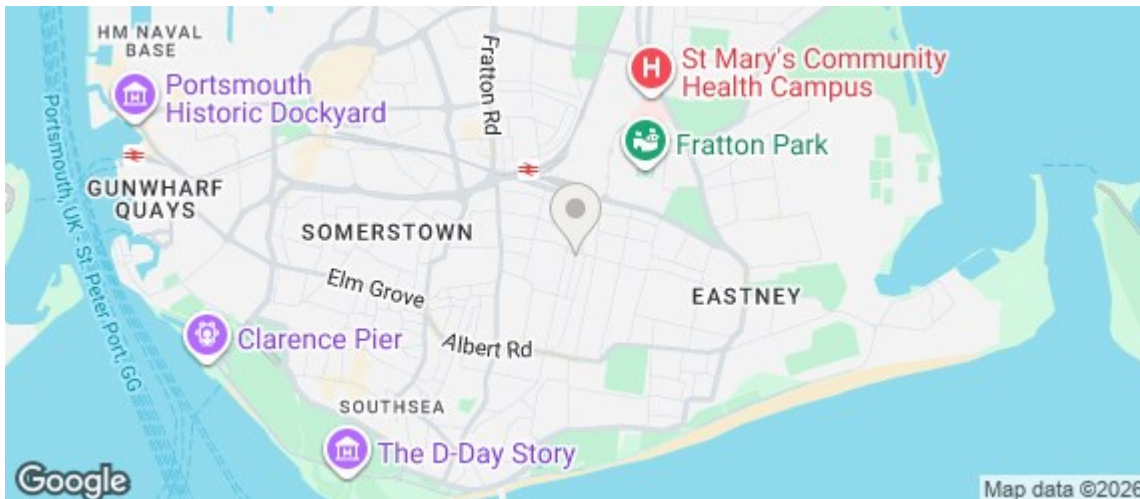 HM NAVAL
BASE
Portsmouth
Historic Dockyard
Fratton Rd
H
St Mary's Community
Health Campus
Fratton Park
GUNWHARF
QUAYS
SOMERSTOWN
Elm Grove
EASTNEY
Portsmouth, UK - St. Peter Port, GG
Clarence Pier
Albert Rd
SOUTHSEA
The D-Day Story
Google
Map data ©2026